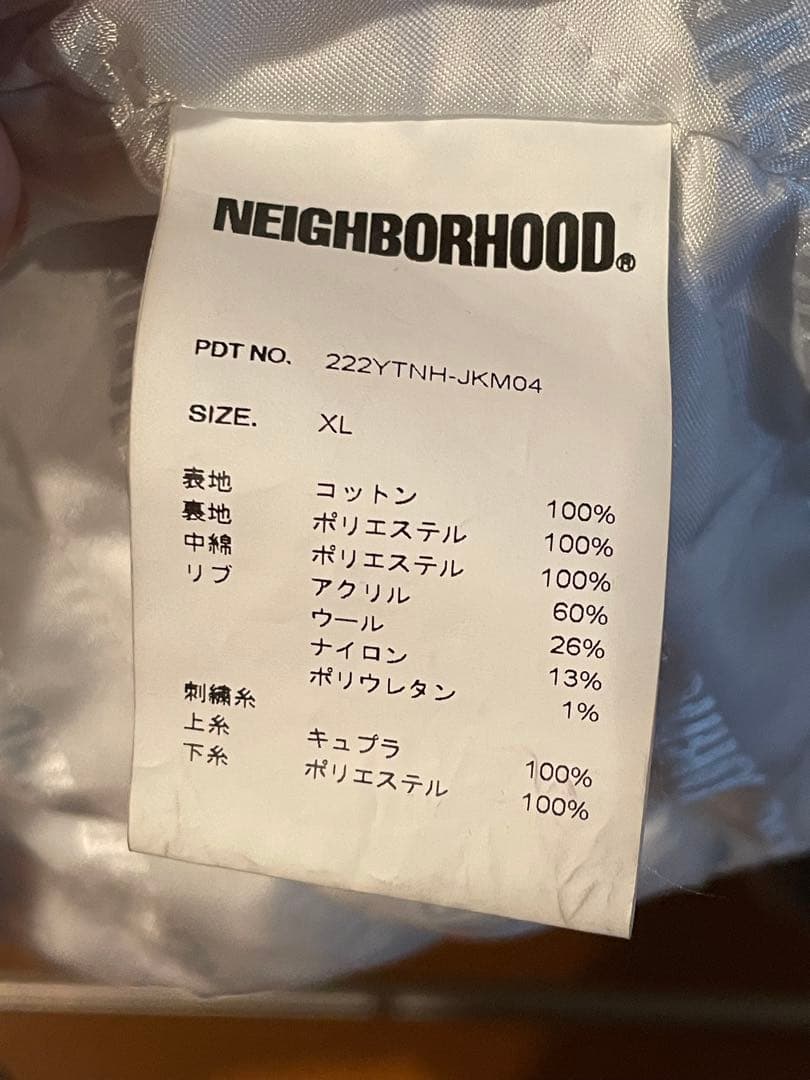 NEIGHBORHOOD®
PDT NO. 222YTNH-JKM04
SIZE. XL
表地 コットン 100%
裏地 ポリエステル 100%
中綿 ポリエステル 100%
リブ アクリル 60%
ウール 26%
ナイロン 13%
ポリウレタン 1%
刺繍糸
上糸 キュプラ 100%
下糸 ポリエステル 100%